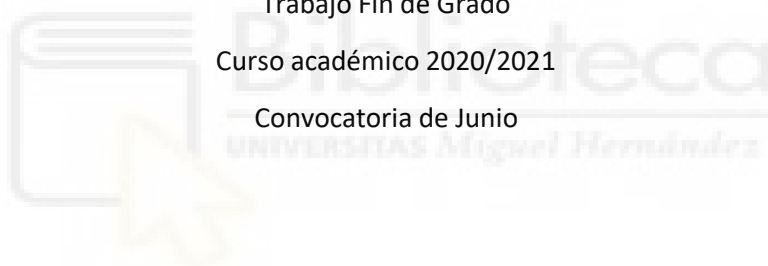 Trabajo Fin de Grado
Curso académico 2020/2021
Biblioteca
Convocatoria de Junio
UNIVERSITAS Miguel Hernández